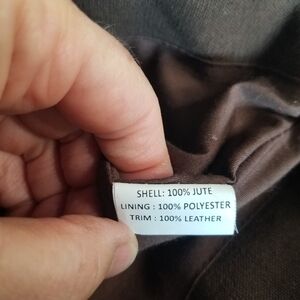 SHELL: 100% JUTE
LINING : 100% POLYESTER
TRIM : 100% LEATHER